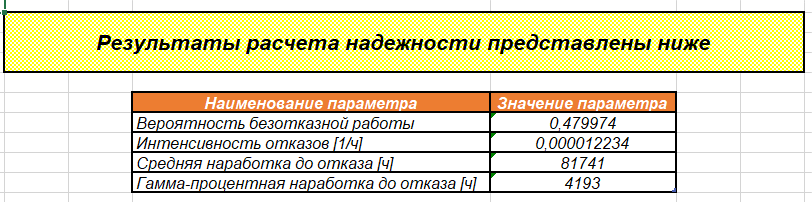 Результаты расчета надежности представлены ниже
Наименование параметра Значение параметра
Вероятность безотказной работы 0,479974
Интенсивность отказов [1/ч] 0,000012234
Средняя наработка до отказа [ч] 81741
Гамма-процентная наработка до отказа [ч] 4193